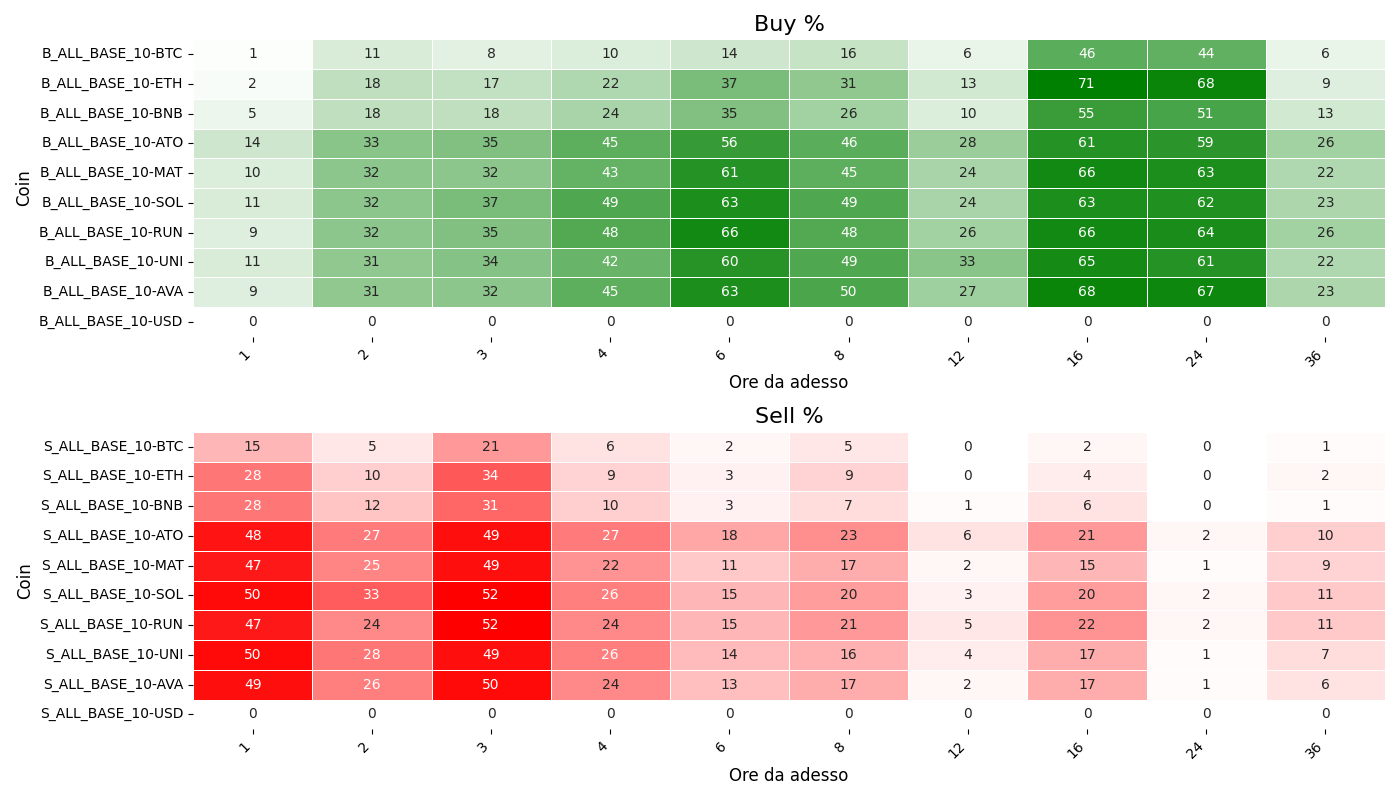 Buy %
Coin
B_ALL_BASE_10-BTC 1 11 8 10 14 16 6 46 44 6
B_ALL_BASE_10-ETH 2 18 17 22 37 31 13 71 68 9
B_ALL_BASE_10-BNB 5 18 18 24 35 26 10 55 51 13
B_ALL_BASE_10-ATO 14 33 35 45 56 46 28 61 59 26
B_ALL_BASE_10-MAT 10 32 32 43 61 45 24 66 63 22
B_ALL_BASE_10-SOL 11 32 37 49 63 49 24 63 62 23
B_ALL_BASE_10-RUN 9 32 35 48 66 48 26 66 64 26
B_ALL_BASE_10-UNI 11 31 34 42 60 49 33 65 61 22
B_ALL_BASE_10-AVA 9 31 32 45 63 50 27 68 67 23
B_ALL_BASE_10-USD 0 0 0 0 0 0 0 0 0 0
1 2 3 4 6 8 12 16 24 36
Ore da adesso
Sell %
Coin
S_ALL_BASE_10-BTC 15 5 21 6 2 5 0 2 0 1
S_ALL_BASE_10-ETH 28 10 34 9 3 9 0 4 0 2
S_ALL_BASE_10-BNB 28 12 31 10 3 7 1 6 0 1
S_ALL_BASE_10-ATO 48 27 49 27 18 23 6 21 2 10
S_ALL_BASE_10-MAT 47 25 49 22 11 17 2 15 1 9
S_ALL_BASE_10-SOL 50 33 52 26 15 20 3 20 2 11
S_ALL_BASE_10-RUN 47 24 52 24 15 21 5 22 2 11
S_ALL_BASE_10-UNI 50 28 49 26 14 16 4 17 1 7
S_ALL_BASE_10-AVA 49 26 50 24 13 17 2 17 1 6
S_ALL_BASE_10-USD 0 0 0 0 0 0 0 0 0 0
1 2 3 4 6 8 12 16 24 36
Ore da adesso